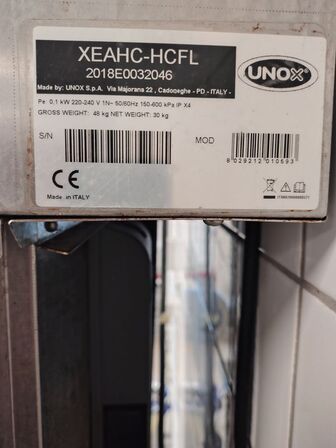 XEAHC-HCFL
2018E0032046
UNOX
Made by: UNOX S.p.A. Via Majorana 22 , Cadoneghe - PD - ITALY -
Pe: 0,1 kW 220-240 V 1N~ 50/60Hz 150-600 kPa IP X4
GROSS WEIGHT: 48 kg NET WEIGHT: 30 kg
S/N
MOD
8 029212 010593
CE
Made in ITALY